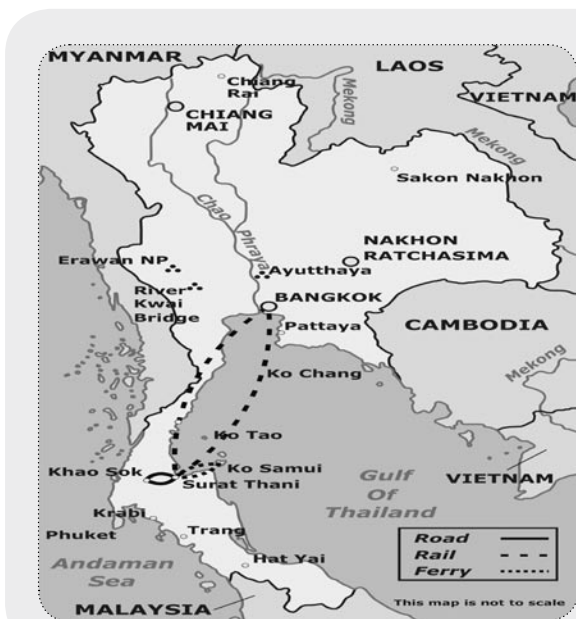 MYANMAR
LAOS
Chiang
Rai
Mekong
VIETNAM
CHIANG
MAI
Mekong
Sakon Nakhon
Chao
Phraya
NAKHON
RATCHASIMA
Erawan NP
Ayutthaya
River
Kwai
Bridge
BANGKOK
Pattaya
CAMBODIA
Mekong
Ko Chang
Ko Tao
Khao Sok
Ko Samui
Surat Thani
Gulf
Of
Thailand
VIETNAM
Krabi
Phuket
Trang
Road
Rail
Ferry
Andaman
Sea
Hat Yai
MALAYSIA
This map is not to scale